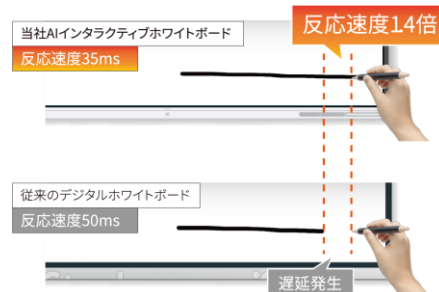 反応速度1.4倍
当社AIインタラクティブホワイトボード
反応速度35ms
従来のデジタルホワイトボード
反応速度50ms
遅延発生